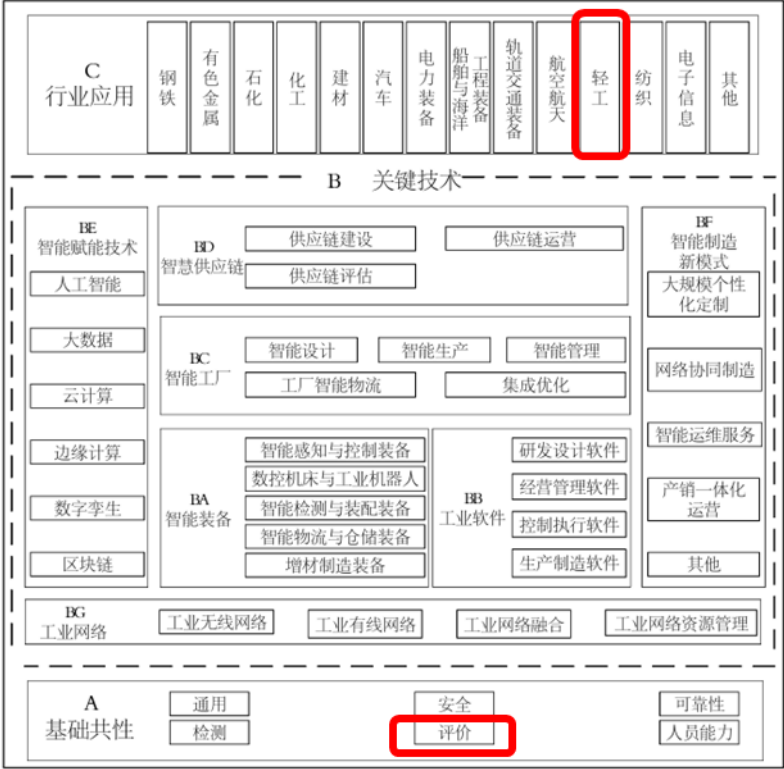 C
行业应用
钢铁
有色金属
石化
化工
建材
汽车
电力装备
船舶与海洋
工程装备
轨道交通装备
航空航天
轻工
纺织
电子信息
其他
B 关键技术
BE
智能赋能技术
人工智能
大数据
云计算
边缘计算
数字孪生
区块链
BD
智慧供应链
供应链建设
供应链运营
供应链评估
BC
智能工厂
智能设计
智能生产
智能管理
工厂智能物流
集成优化
BA
智能装备
智能感知与控制装备
数控机床与工业机器人
智能检测与装配装备
智能物流与仓储装备
增材制造装备
BB
工业软件
研发设计软件
经营管理软件
控制执行软件
生产制造软件
BF
智能制造
新模式
大规模个性
化定制
网络协同制造
智能运维服务
产销一体化
运营
其他
BG
工业网络
工业无线网络
工业有线网络
工业网络融合
工业网络资源管理
A
基础共性
通用
安全
可靠性
检测
评价
人员能力